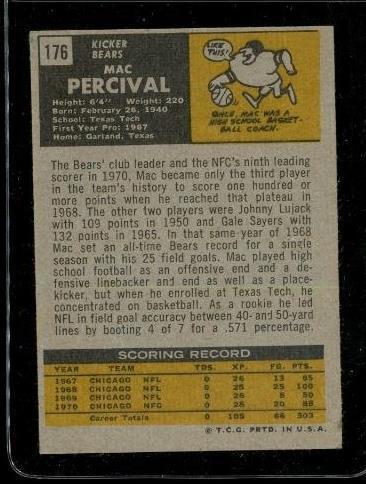 176
KICKER
BEARS
MAC
PERCIVAL
Height: 6'4" Weight: 220
Born: February 26, 1940
School: Texas Tech
First Year Pro: 1967
Home: Garland, Texas
LIKE THIS!
ONCE, MAC WAS A
HIGH SCHOOL BASKET-
BALL COACH.
The Bears' club leader and the NFC's ninth leading
scorer in 1970, Mac became only the third player
in the team's history to score one hundred or
more points when he reached that plateau in
1968. The other two players were Johnny Lujack
with 109 points in 1950 and Gale Sayers with
132 points in 1965. In that same year of 1968
Mac set an all-time Bears record for a single
season with his 25 field goals. Mac played high
school football as an offensive end and a de-
fensive linebacker and end as well as a place-
kicker, but when he enrolled at Texas Tech, he
concentrated on basketball. As a rookie he led
NFL in field goal accuracy between 40- and 50-yard
lines by booting 4 of 7 for a .571 percentage.
SCORING RECORD
YEAR TEAM TDS. XP. FG. PTS.
1967 CHICAGO NFL 0 26 13 65
1968 CHICAGO NFL 0 25 25 100
1969 CHICAGO NFL 0 26 8 50
1970 CHICAGO NFC 0 28 20 88
Career Totals 0 105 66 303
© T.C.G. PRTD. IN U.S.A.